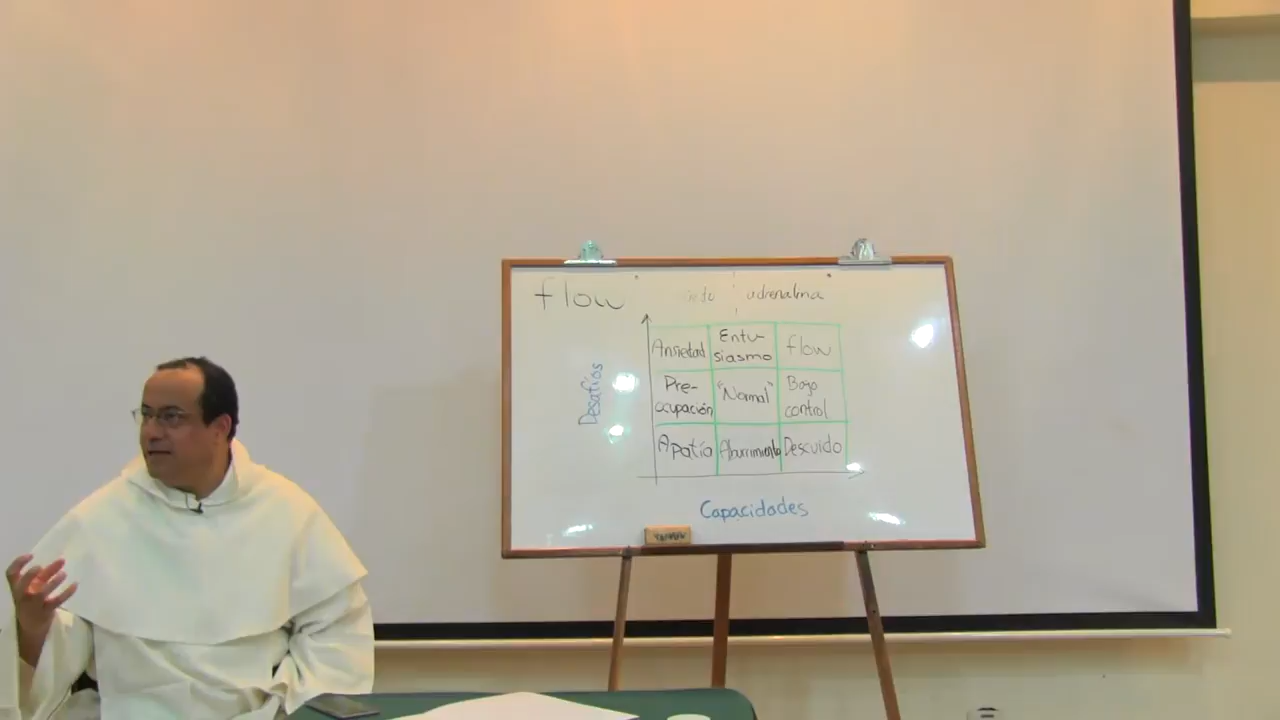 flow
adrenalina
Ansiedad
Entu-
siasmo
flow
Desafíos
Pre-
ocupación
"Normal"
Bajo
control
Apatía
Aburrimiento
Descuido
Capacidades